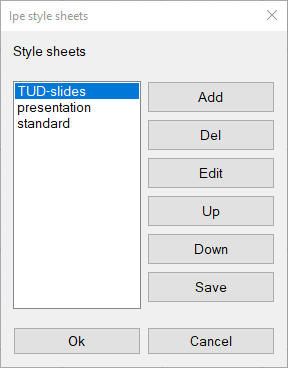 Ipe style sheets
Style sheets
TUD-slides
presentation
standard
Add
Del
Edit
Up
Down
Save
Ok
Cancel